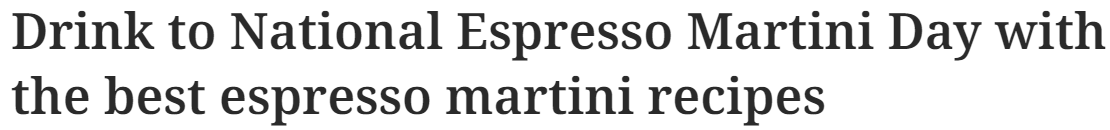 Drink to National Espresso Martini Day with
the best espresso martini recipes